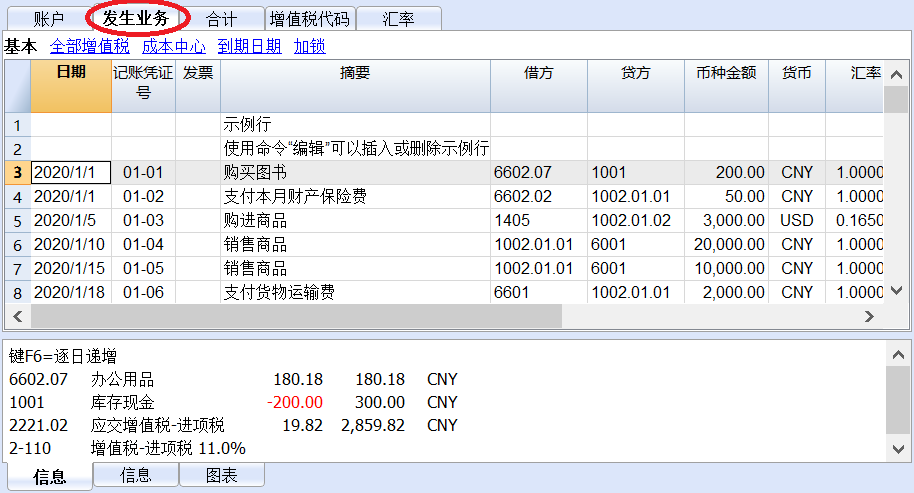 账户 发生业务 合计 增值税代码 汇率
基本 全部增值税 成本中心 到期日期 加锁
日期 记账凭证号 发票 摘要 借方 贷方 币种金额 货币 汇率
1 示例行
2 使用命令“编辑”可以插入或删除示例行
3 2020/1/1 01-01 购买图书 6602.07 1001 200.00 CNY 1.0000
4 2020/1/1 01-02 支付本月财产保险费 6602.02 1002.01.01 50.00 CNY 1.0000
5 2020/1/5 01-03 购进商品 1405 1002.01.02 3,000.00 USD 0.1650
6 2020/1/10 01-04 销售商品 1002.01.01 6001 20,000.00 CNY 1.0000
7 2020/1/15 01-05 销售商品 1002.01.01 6001 10,000.00 CNY 1.0000
8 2020/1/18 01-06 支付货物运输费 6601 1002.01.01 2,000.00 CNY 1.0000
键F6=逐日递增
6602.07 办公用品 180.18 180.18 CNY
1001 库存现金 -200.00 300.00 CNY
2221.02 应交增值税-进项税 19.82 2,859.82 CNY
2-110 增值税-进项税 11.0%
信息 信息 图表